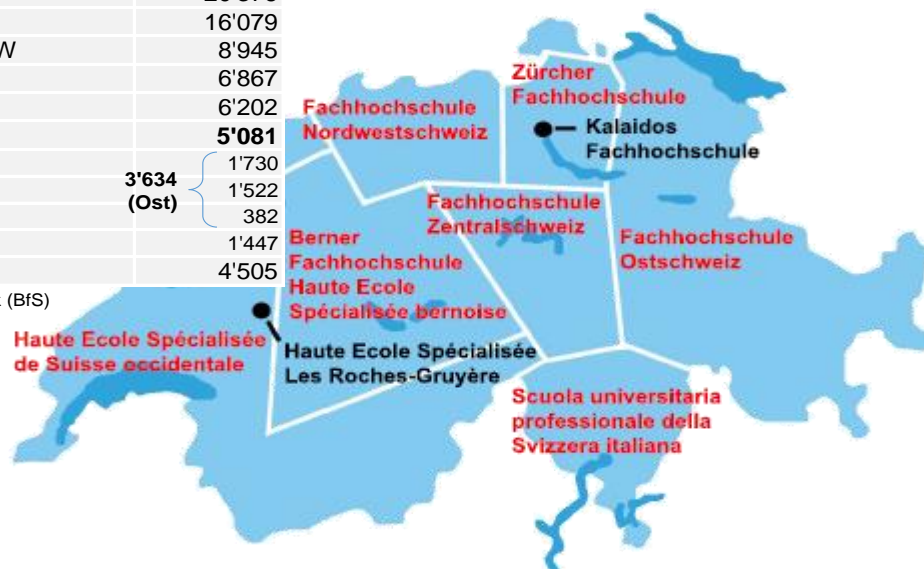 16'079
W 8'945
6'867
6'202
5'081
1'730
3'634
(Ost)
1'522
382
1'447
4'505
(BfS)
Zürcher
Fachhochschule
Kalaidos
Fachhochschule
Fachhochschule
Nordwestschweiz
Fachhochschule
Zentralschweiz
Fachhochschule
Ostschweiz
Berner
Fachhochschule
Haute Ecole
Spécialisée bernoise
Haute Ecole Spécialisée
de Suisse occidentale
Haute Ecole Spécialisée
Les Roches-Gruyère
Scuola universitaria
professionale della
Svizzera italiana